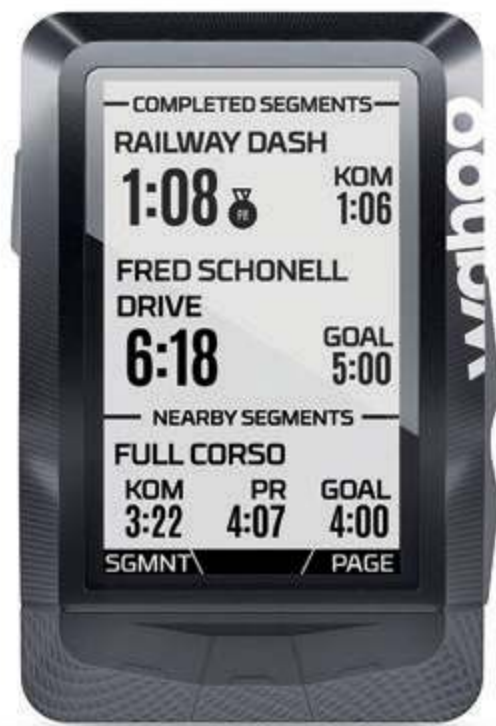 COMPLETED SEGMENTS
RAILWAY DASH
1:08 PR KOM 1:06
FRED SCHONELL
DRIVE
6:18 GOAL 5:00
NEARBY SEGMENTS
FULL CORSO
KOM PR GOAL
3:22 4:07 4:00
SGMNT PAGE
wahoo